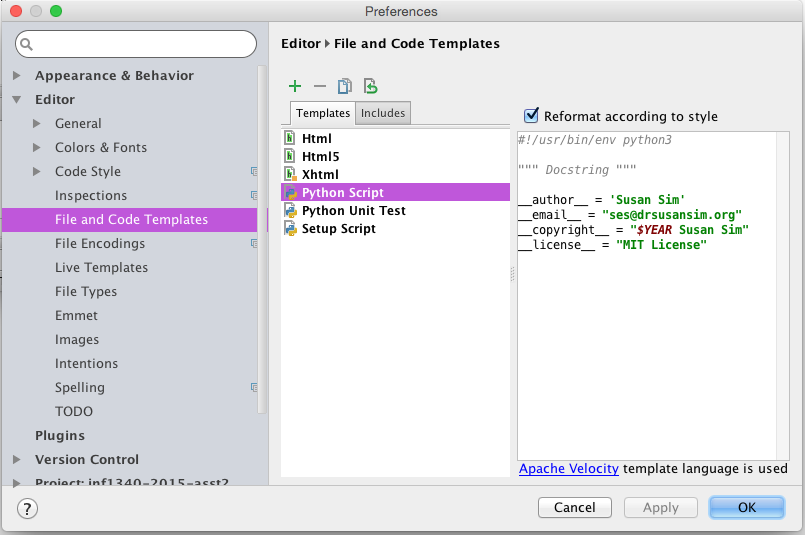 Preferences
Appearance & Behavior
Editor
General
Colors & Fonts
Code Style
Inspections
File and Code Templates
File Encodings
Live Templates
File Types
Emmet
Images
Intentions
Spelling
TODO
Plugins
Version Control
Project: inf1340-2015-asst2
?
Editor › File and Code Templates
Templates Includes
Html
Html5
Xhtml
Python Script
Python Unit Test
Setup Script
Reformat according to style
#!/usr/bin/env python3
""" Docstring """
__author__ = 'Susan Sim'
__email__ = "ses@drsusansim.org"
__copyright__ = "$YEAR Susan Sim"
__license__ = "MIT License"
Apache Velocity template language is used
Cancel Apply OK